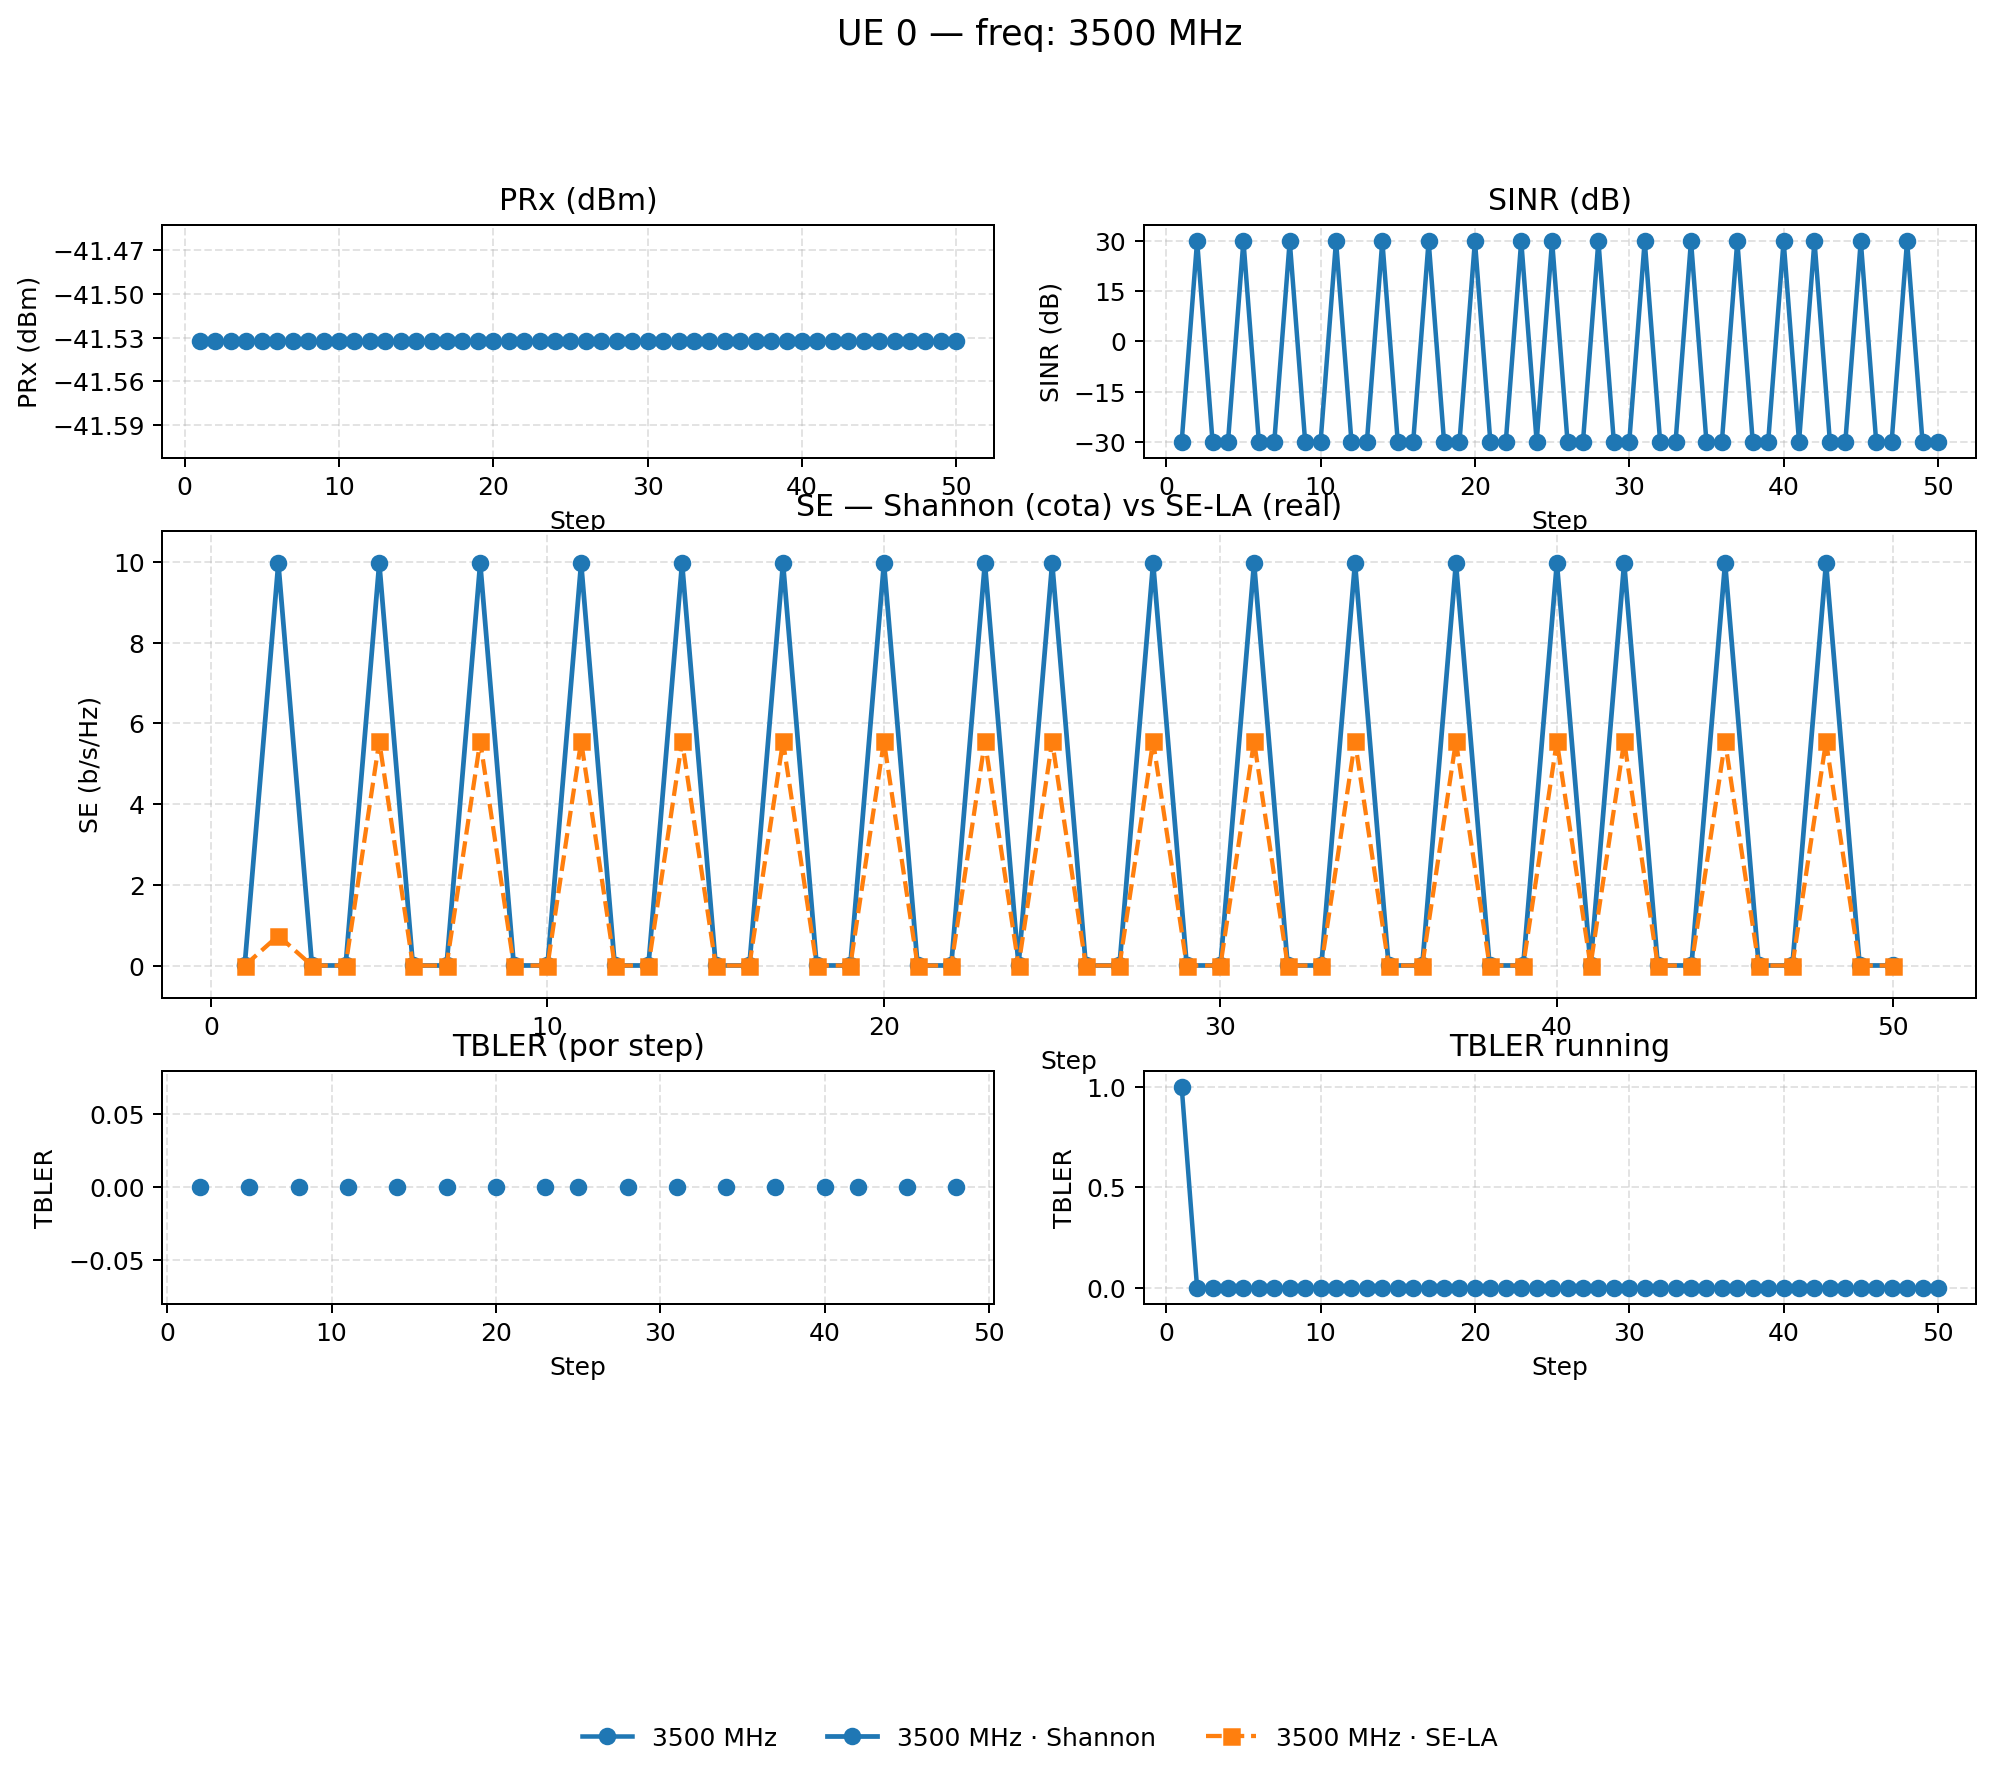 UE 0 — freq: 3500 MHz
PRx (dBm)
PRx (dBm)
−41.47
−41.50
−41.53
−41.56
−41.59
0 10 20 30 40 50
Step
SINR (dB)
SINR (dB)
30
15
0
−15
−30
0 10 20 30 40 50
Step
SE — Shannon (cota) vs SE-LA (real)
SE (b/s/Hz)
10
8
6
4
2
0
0 10 20 30 40 50
Step
TBLER (por step)
TBLER
0.05
0.00
−0.05
0 10 20 30 40 50
Step
TBLER running
TBLER
1.0
0.5
0.0
0 10 20 30 40 50
Step
3500 MHz 3500 MHz · Shannon 3500 MHz · SE-LA